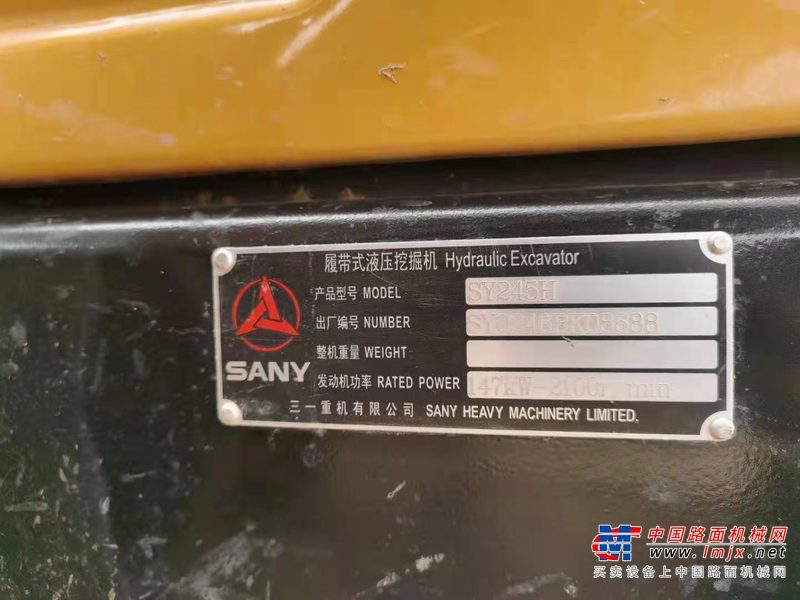 履带式液压挖掘机 Hydraulic Excavator
产品型号 MODEL SY245H
出厂编号 NUMBER
整机重量 WEIGHT
SANY
发动机功率 RATED POWER 147kW-2100r min
三一重机有限公司 SANY HEAVY MACHINERY LIMITED.
中国路面机械网
www.lmjx.net
买卖设备上中国路面机械网